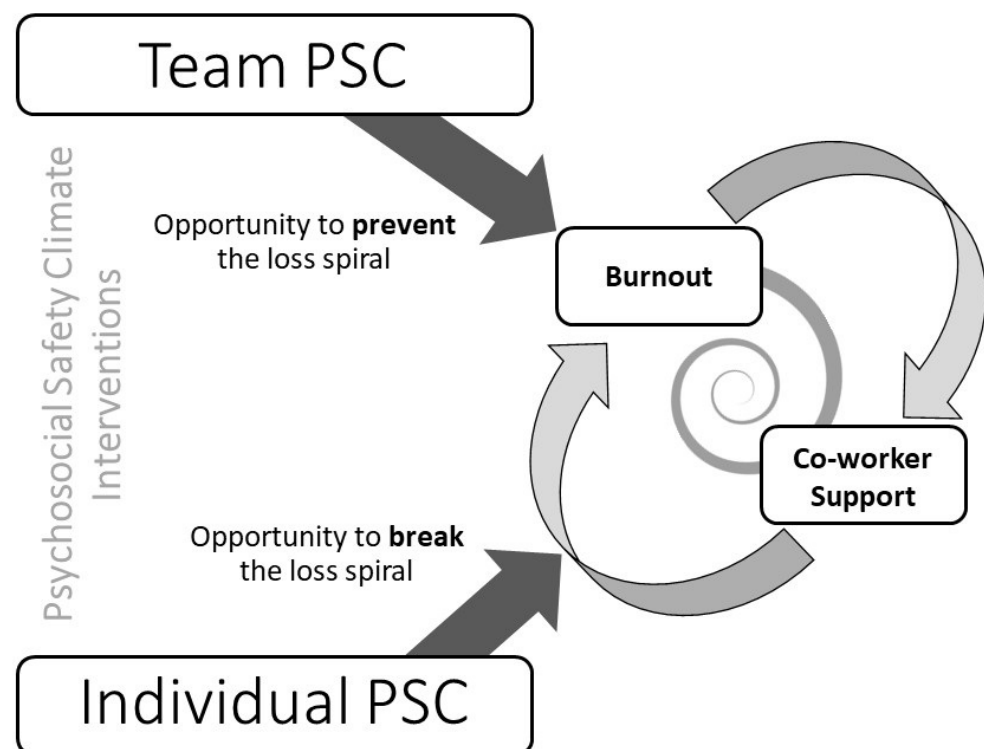 Team PSC
Psychosocial Safety Climate
Interventions
Opportunity to prevent
the loss spiral
Burnout
Co-worker
Support
Opportunity to break
the loss spiral
Individual PSC